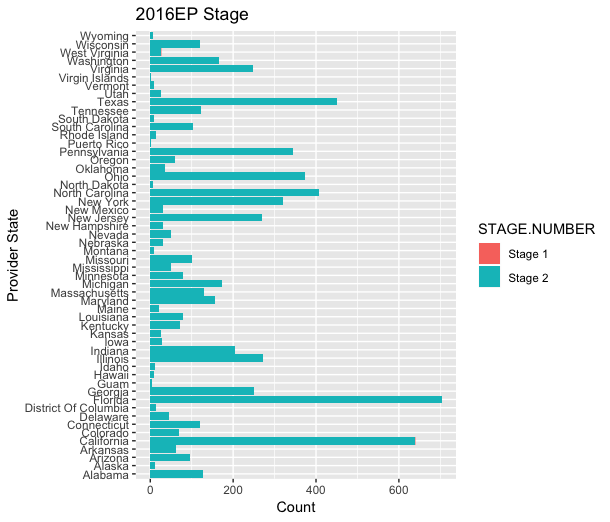 2016EP Stage
Provider State
Wyoming
Wisconsin
West Virginia
Washington
Virginia
Virgin Islands
Vermont
Utah
Texas
Tennessee
South Dakota
South Carolina
Rhode Island
Puerto Rico
Pennsylvania
Oregon
Oklahoma
Ohio
North Dakota
North Carolina
New York
New Mexico
New Jersey
New Hampshire
Nevada
Nebraska
Montana
Missouri
Mississippi
Minnesota
Michigan
Massachusetts
Maryland
Maine
Louisiana
Kentucky
Kansas
Iowa
Indiana
Illinois
Idaho
Hawaii
Guam
Georgia
Florida
District Of Columbia
Delaware
Connecticut
Colorado
California
Arkansas
Arizona
Alaska
Alabama
0 200 400 600
Count
STAGE.NUMBER
Stage 1
Stage 2